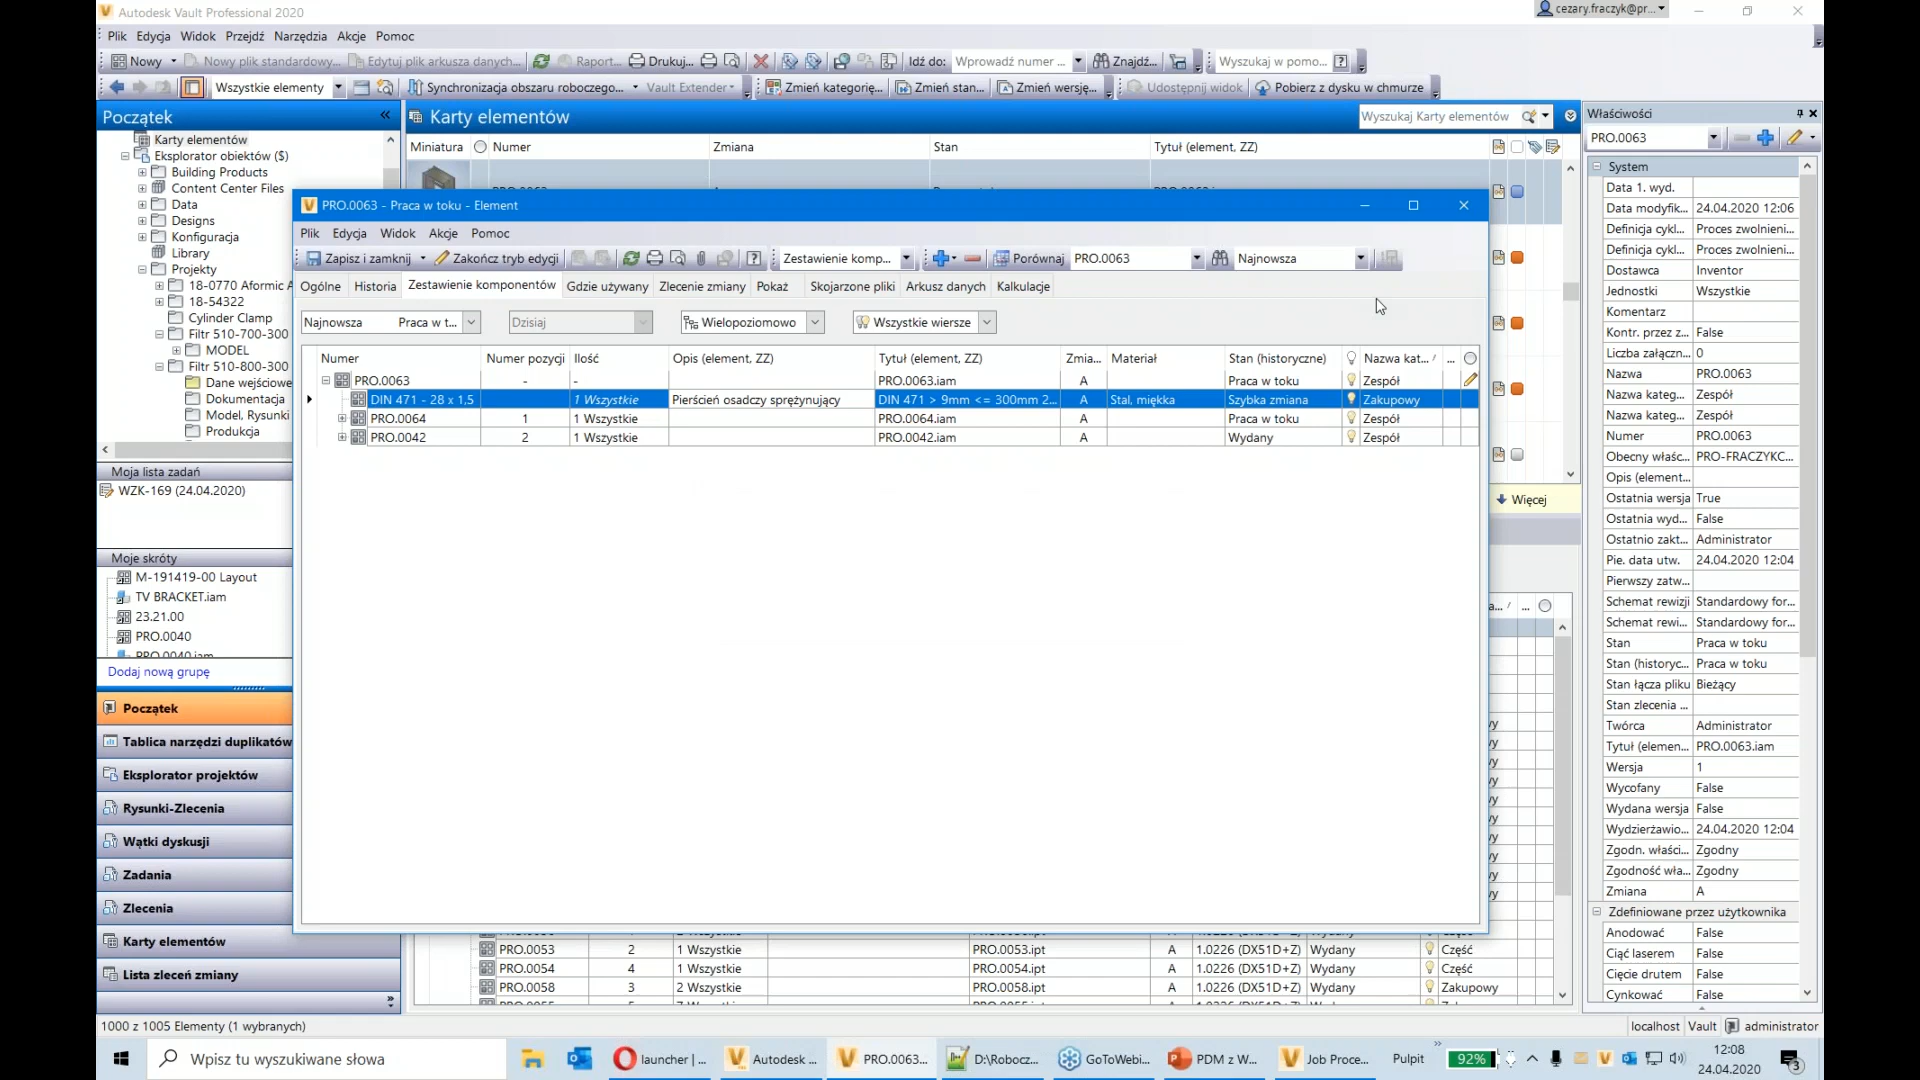 Autodesk Vault Professional 2020
cezary.fraczyk@pr...
Plik Edycja Widok Przejdź Narzędzia Akcje Pomoc
Nowy Nowy plik standardowy... Edytuj plik arkusza danych... Raport... Drukuj... Idź do: Wprowadź numer ... Znajdź... Wyszukaj w pomo...
Wszystkie elementy Synchronizacja obszaru roboczego... Vault Extender Zmień kategorię... Zmień stan... Zmień wersję... Udostępnij widok Pobierz z dysku w chmurze
Początek
Karty elementów
Eksplorator obiektów ($)
Building Products
Content Center Files
Data
Designs
Konfiguracja
Library
Projekty
18-0770 Aformic A
18-54322
Cylinder Clamp
Filtr 510-700-300
MODEL
Filtr 510-800-300
Dane wejściowe
Dokumentacja
Model, Rysunki
Produkcja
Moja lista zadań
WZK-169 (24.04.2020)
Moje skróty
M-191419-00 Layout
TV BRACKET.iam
23.21.00
PRO.0040
PRO.0040.iam
Dodaj nową grupę
Początek
Tablica narzędzi duplikatów
Eksplorator projektów
Rysunki-Zlecenia
Wątki dyskusji
Zadania
Zlecenia
Karty elementów
Lista zleceń zmiany
Karty elementów
Wyszukaj Karty elementów
Miniatura Numer Zmiana Stan Tytuł (element, ZZ)
PRO.0063 - Praca w toku - Element
Plik Edycja Widok Akcje Pomoc
Zapisz i zamknij Zakończ tryb edycji Zestawienie komp... Porównaj PRO.0063 Najnowsza
Ogólne Historia Zestawienie komponentów Gdzie używany Zlecenie zmiany Pokaż Skojarzone pliki Arkusz danych Kalkulacje
Najnowsza Praca w t... Dzisiaj Wielopoziomowo Wszystkie wiersze
Numer Numer pozycji Ilość Opis (element, ZZ) Tytuł (element, ZZ) Zmia... Materiał Stan (historyczne) Nazwa kat... ...
PRO.0063 - - PRO.0063.iam A Praca w toku Zespół
DIN 471 - 28 x 1,5 1 Wszystkie Pierścień osadczy sprężynujący DIN 471 > 9mm <= 300mm 2... A Stal, miękka Szybka zmiana Zakupowy
PRO.0064 1 1 Wszystkie PRO.0064.iam A Praca w toku Zespół
PRO.0042 2 1 Wszystkie PRO.0042.iam A Wydany Zespół
Więcej
PRO.0053 2 1 Wszystkie PRO.0053.ipt A 1.0226 (DX51D+Z) Wydany Część
PRO.0054 4 1 Wszystkie PRO.0054.ipt A 1.0226 (DX51D+Z) Wydany Część
PRO.0058 3 2 Wszystkie PRO.0058.ipt A 1.0226 (DX51D+Z) Wydany Zakupowy
Właściwości
PRO.0063
System
Data 1. wyd.
Data modyfik... 24.04.2020 12:06
Definicja cykl... Proces zwolnieni...
Definicja cykl... Proces zwolnieni...
Dostawca Inventor
Jednostki Wszystkie
Komentarz
Kontr. przez z... False
Liczba załączn... 0
Nazwa PRO.0063
Nazwa kateg... Zespół
Nazwa kateg... Zespół
Numer PRO.0063
Obecny właśc... PRO-FRACZYKC...
Opis (element...
Ostatnia wersja True
Ostatnia wyd... False
Ostatnio zakt... Administrator
Pie. data utw. 24.04.2020 12:04
Pierwszy zatw...
Schemat rewizji Standardowy for...
Schemat rewi... Standardowy for...
Stan Praca w toku
Stan (historyc... Praca w toku
Stan łącza pliku Bieżący
Stan zlecenia ...
Twórca Administrator
Tytuł (elemen... PRO.0063.iam
Wersja 1
Wycofany False
Wydana wersja False
Wydzierżawio... 24.04.2020 12:04
Zgodn. właści... Zgodny
Zgodność wła... Zgodny
Zmiana A
Zdefiniowane przez użytkownika
Anodować False
Ciąć laserem False
Cięcie drutem False
Cynkować False
1000 z 1005 Elementy (1 wybranych)
localhost Vault administrator
Wpisz tu wyszukiwane słowa
launcher | ... Autodesk ... PRO.0063... D:\Robocz... GoToWebi... PDM z W... Job Proce... Pulpit 92%
12:08
24.04.2020
3